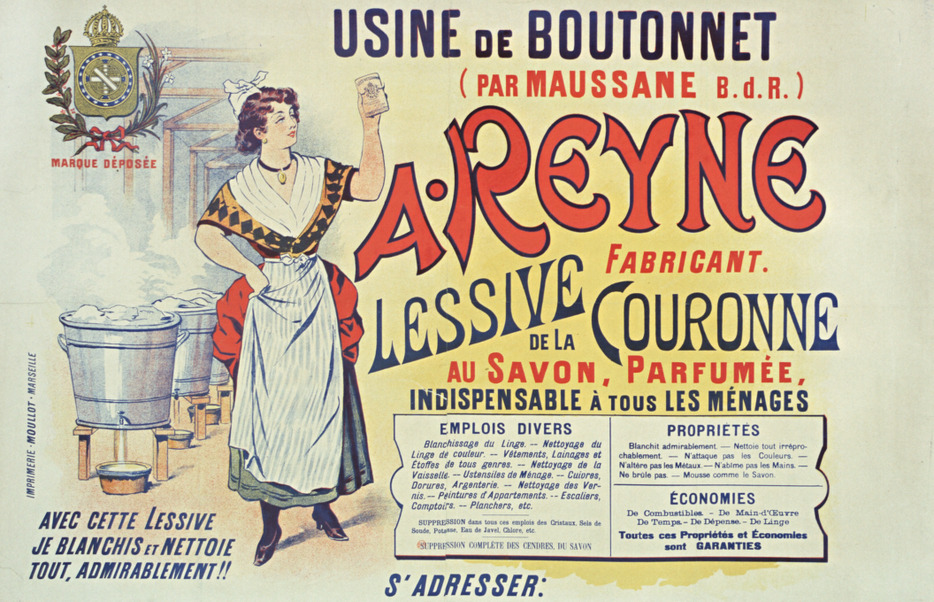 USINE DE BOUTONNET
(PAR MAUSSANE B.d.R.)
MARQUE DÉPOSÉE
A. REYNE
FABRICANT.
LESSIVE
DE LA COURONNE
AU SAVON, PARFUMÉE,
INDISPENSABLE À TOUS LES MÉNAGES
EMPLOIS DIVERS
Blanchissage du Linge. — Nettoyage du
Linge de couleur. — Vêtements, Lainages et
Étoffes de tous genres. — Nettoyage de la
Vaisselle. — Ustensiles de Ménage. — Cuivres,
Dorures, Argenterie. — Nettoyage des Ver-
nis. — Peintures d'Appartements. — Escaliers,
Comptoirs. — Planchers, etc.
SUPPRESSION dans tous ces emplois des Cristaux, Sels de
Soude, Potasse, Eau de Javel, Chlore, etc.
SUPPRESSION COMPLÈTE DES CENDRES, DU SAVON
PROPRIÉTÉS
Blanchit admirablement. — Nettoie tout irrépro-
chablement. — N'attaque pas les Couleurs. —
N'altère pas les Métaux. — N'abîme pas les Mains. —
Ne brûle pas. — Mousse comme le Savon.
ÉCONOMIES
De Combustibles. - De Main-d'Œuvre
De Temps. - De Dépense. - De Linge
Toutes ces Propriétés et Économies
sont GARANTIES
IMPRIMERIE - MOULLOT - MARSEILLE
AVEC CETTE LESSIVE
JE BLANCHIS ET NETTOIE
TOUT, ADMIRABLEMENT!!
S'ADRESSER: